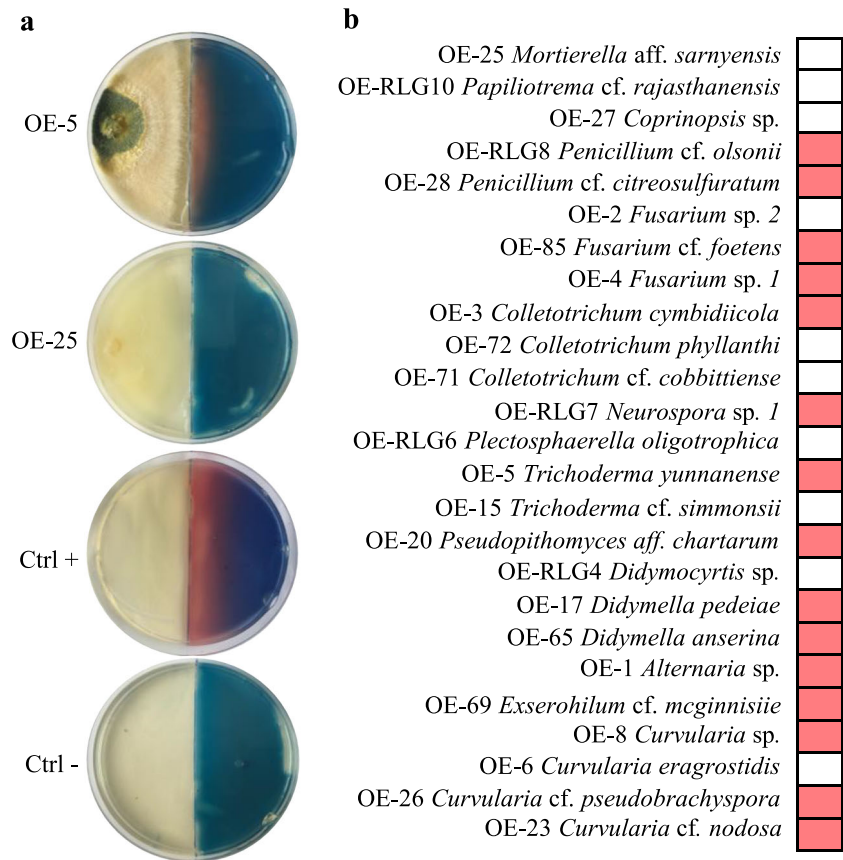 a
OE-5
OE-25
Ctrl +
Ctrl -
b
OE-25 Mortierella aff. sarnyensis
OE-RLG10 Papiliotrema cf. rajasthanensis
OE-27 Coprinopsis sp.
OE-RLG8 Penicillium cf. olsonii
OE-28 Penicillium cf. citreosulfuratum
OE-2 Fusarium sp. 2
OE-85 Fusarium cf. foetens
OE-4 Fusarium sp. 1
OE-3 Colletotrichum cymbidiicola
OE-72 Colletotrichum phyllanthi
OE-71 Colletotrichum cf. cobbittiense
OE-RLG7 Neurospora sp. 1
OE-RLG6 Plectosphaerella oligotrophica
OE-5 Trichoderma yunnanense
OE-15 Trichoderma cf. simmonsii
OE-20 Pseudopithomyces aff. chartarum
OE-RLG4 Didymocyrtis sp.
OE-17 Didymella pedeiae
OE-65 Didymella anserina
OE-1 Alternaria sp.
OE-69 Exserohilum cf. mcginnisiie
OE-8 Curvularia sp.
OE-6 Curvularia eragrostidis
OE-26 Curvularia cf. pseudobrachyspora
OE-23 Curvularia cf. nodosa